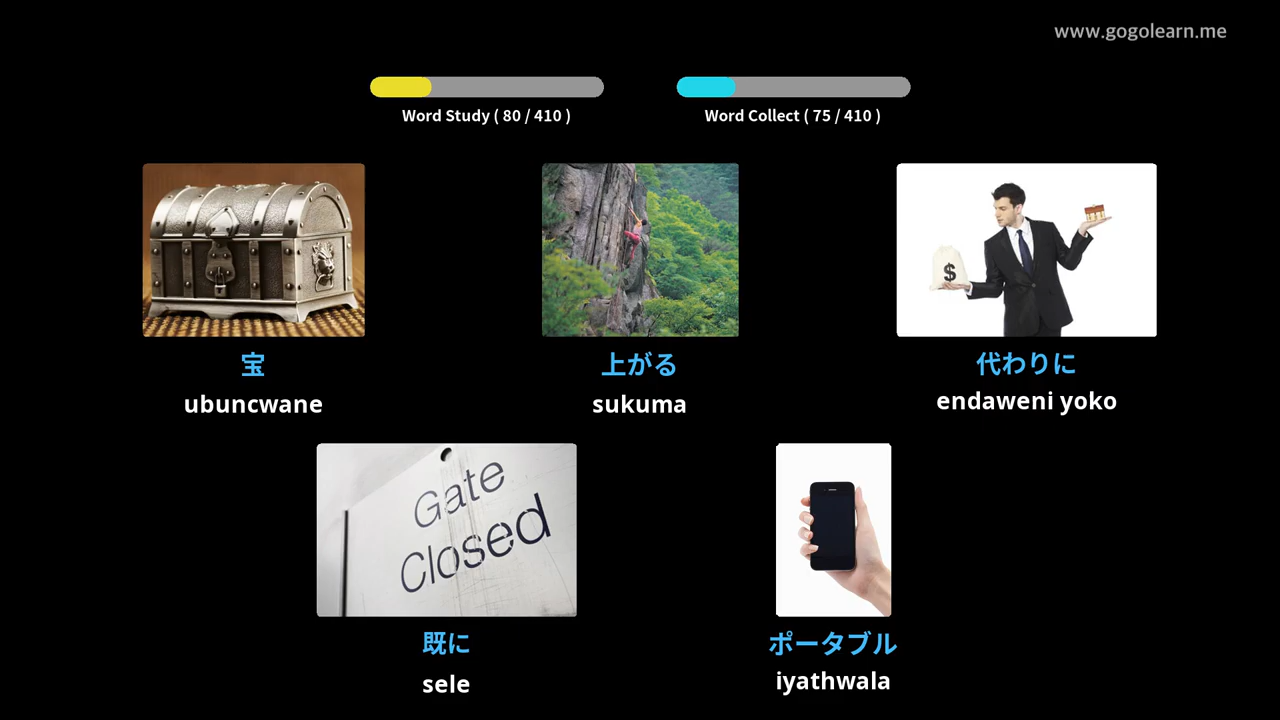 www.gogolearn.me
Word Study ( 80 / 410 )
Word Collect ( 75 / 410 )
宝
ubuncwane
上がる
sukuma
代わりに
endaweni yoko
$
Gate
Closed
既に
sele
ポータブル
iyathwala